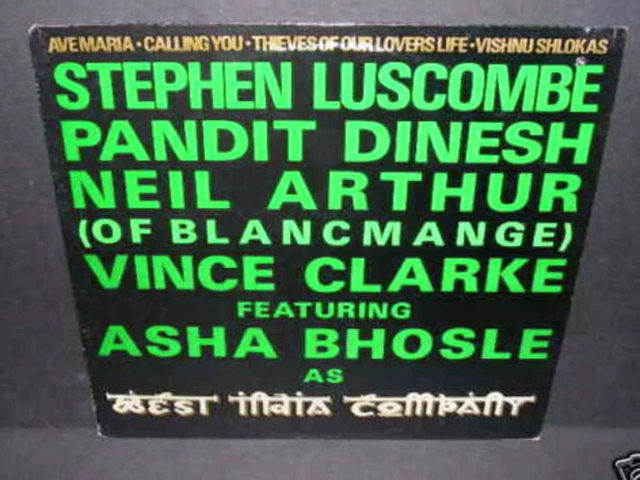 AVE MARIA · CALLING YOU · THIEVES OF OUR LOVERS LIFE · VISHNU SHLOKAS
STEPHEN LUSCOMBE
PANDIT DINESH
NEIL ARTHUR
(OF BLANCMANGE)
VINCE CLARKE
FEATURING
ASHA BHOSLE
AS
WEST INDIA COMPANY